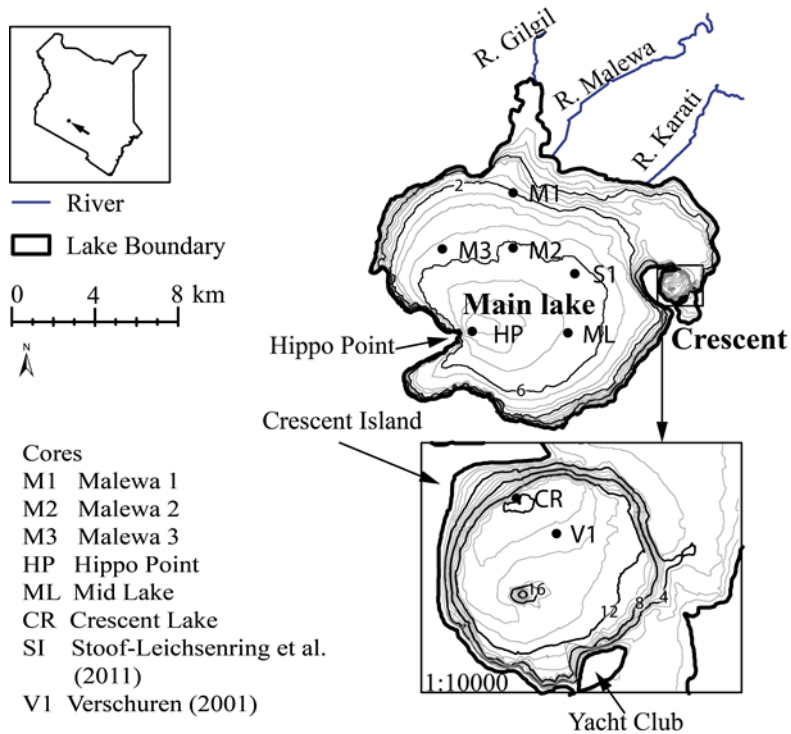 R. Gilgil
R. Malewa
R. Karati
River
Lake Boundary
0 4 8 km
N
2
M1
M3
M2
S1
Main lake
HP
ML
Hippo Point
Crescent
6
Crescent Island
Cores
M1 Malewa 1
M2 Malewa 2
M3 Malewa 3
HP Hippo Point
ML Mid Lake
CR Crescent Lake
SI Stoof-Leichsenring et al.
(2011)
V1 Verschuren (2001)
CR
V1
16
12
8
4
1:10000
Yacht Club